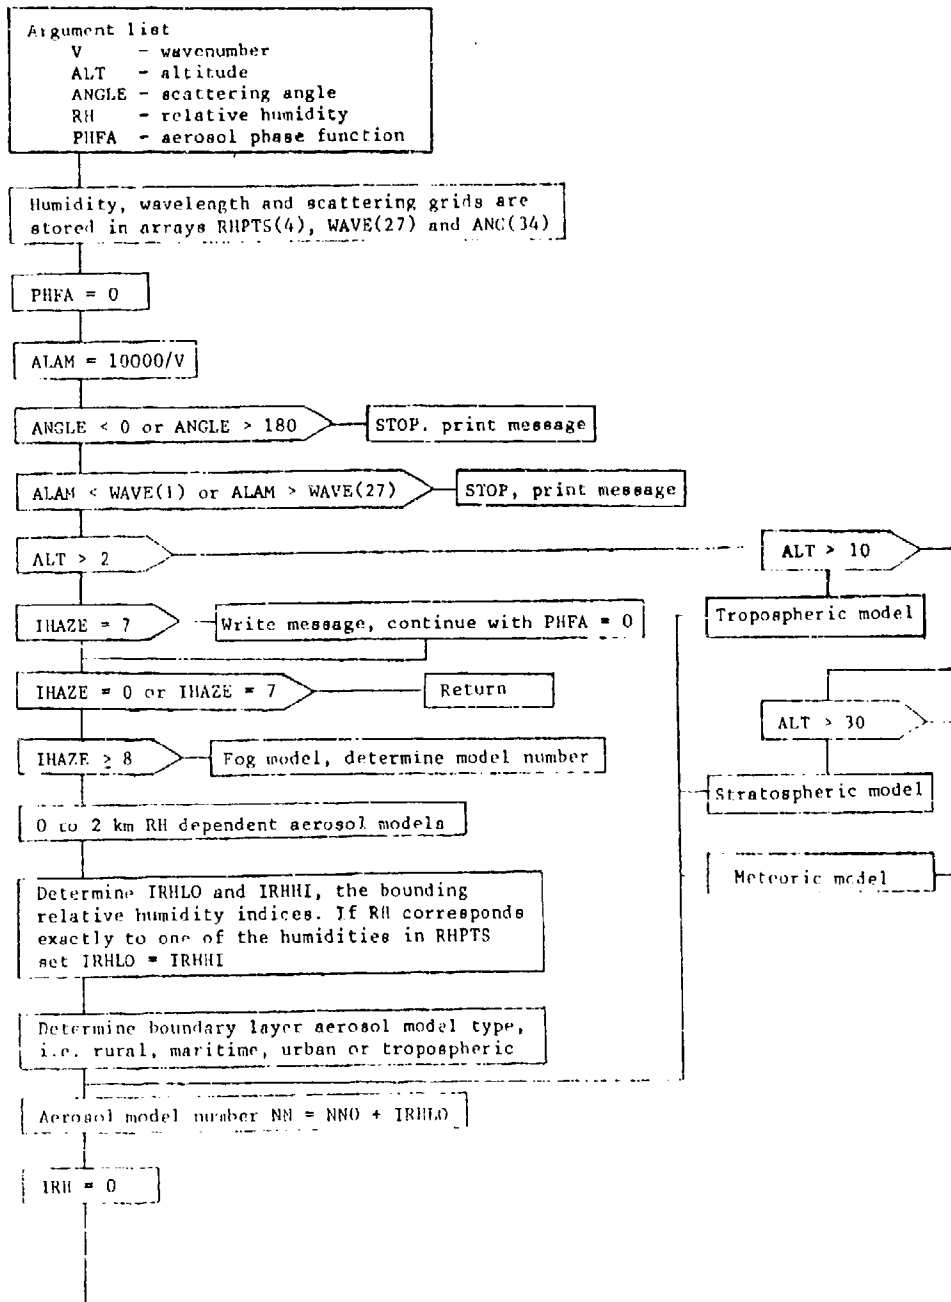 Argument list
V - wavenumber
ALT - altitude
ANGLE - scattering angle
RH - relative humidity
PHFA - aerosol phase function
Humidity, wavelength and scattering grids are
stored in arrays RHPTS(4), WAVE(27) and ANG(34)
PHFA = 0
ALAM = 10000/V
ANGLE < 0 or ANGLE > 180
STOP. print message
ALAM < WAVE(1) or ALAM > WAVE(27)
STOP, print message
ALT > 2
ALT > 10
IHAZE = 7
Write message, continue with PHFA = 0
Tropospheric model
IHAZE = 0 or IHAZE = 7
Return
ALT > 30
IHAZE ≥ 8
Fog model, determine model number
Stratospheric model
0 to 2 km RH dependent aerosol models
Meteoric model
Determine IRHLO and IRHHI, the bounding
relative humidity indices. If RH corresponds
exactly to one of the humidities in RHPTS
set IRHLO = IRHHI
Determine boundary layer aerosol model type,
i.e. rural, maritime, urban or tropospheric
Aerosol model number NN = NNO + IRHLO
IRH = 0